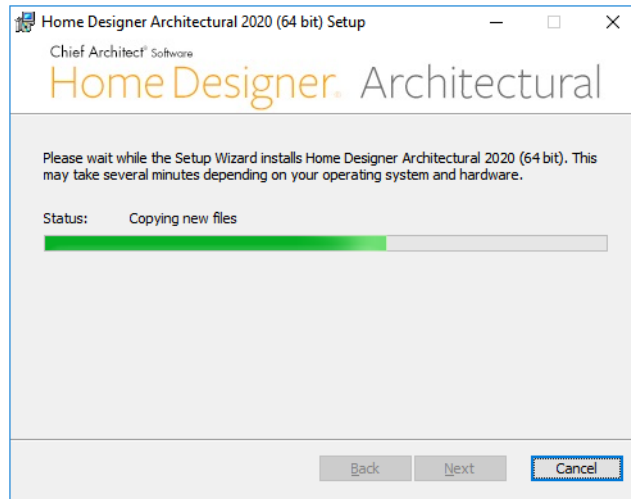 Home Designer Architectural 2020 (64 bit) Setup
Chief Architect® Software
Home Designer® Architectural
Please wait while the Setup Wizard installs Home Designer Architectural 2020 (64 bit). This
may take several minutes depending on your operating system and hardware.
Status: Copying new files
Back Next Cancel